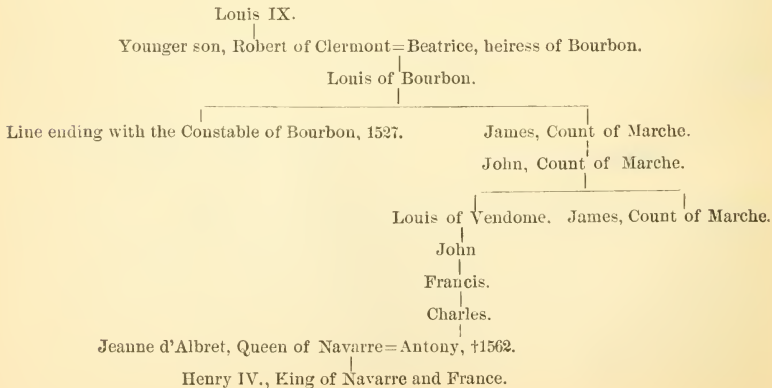 Louis IX.
Younger son, Robert of Clermont=Beatrice, heiress of Bourbon.
Louis of Bourbon.
Line ending with the Constable of Bourbon, 1527. James, Count of Marche.
John, Count of Marche.
Louis of Vendome. James, Count of Marche.
John
Francis.
Charles.
Jeanne d'Albret, Queen of Navarre=Antony, †1562.
Henry IV., King of Navarre and France.